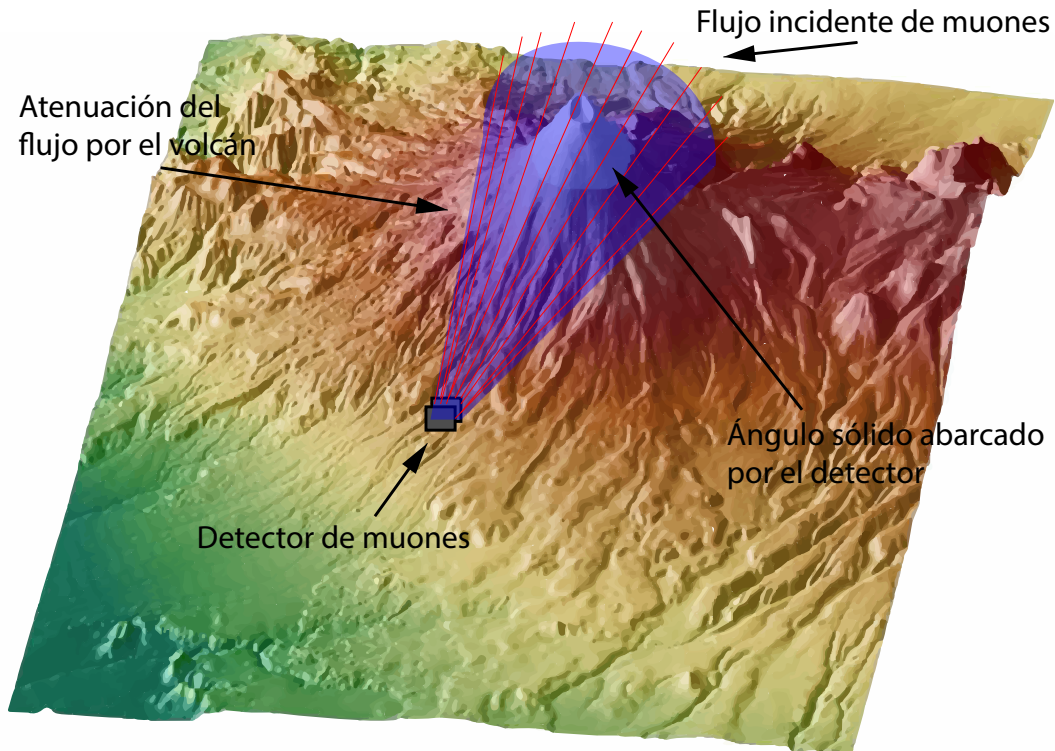 Flujo incidente de muones
Atenuación del
flujo por el volcán
Ángulo sólido abarcado
por el detector
Detector de muones